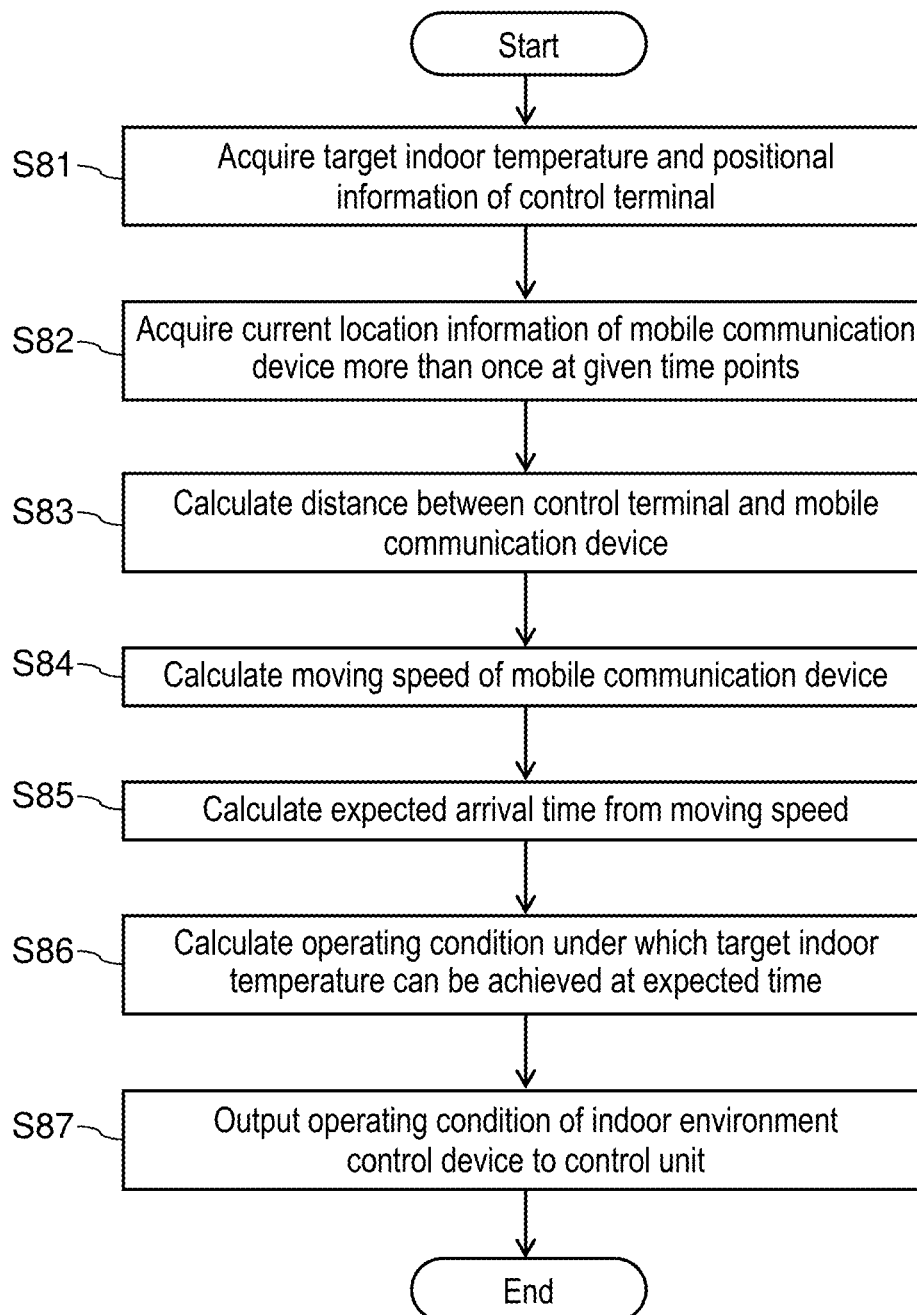 Start
S81
Acquire target indoor temperature and positional
information of control terminal
S82
Acquire current location information of mobile communication
device more than once at given time points
S83
Calculate distance between control terminal and mobile
communication device
S84
Calculate moving speed of mobile communication device
S85
Calculate expected arrival time from moving speed
S86
Calculate operating condition under which target indoor
temperature can be achieved at expected time
S87
Output operating condition of indoor environment
control device to control unit
End